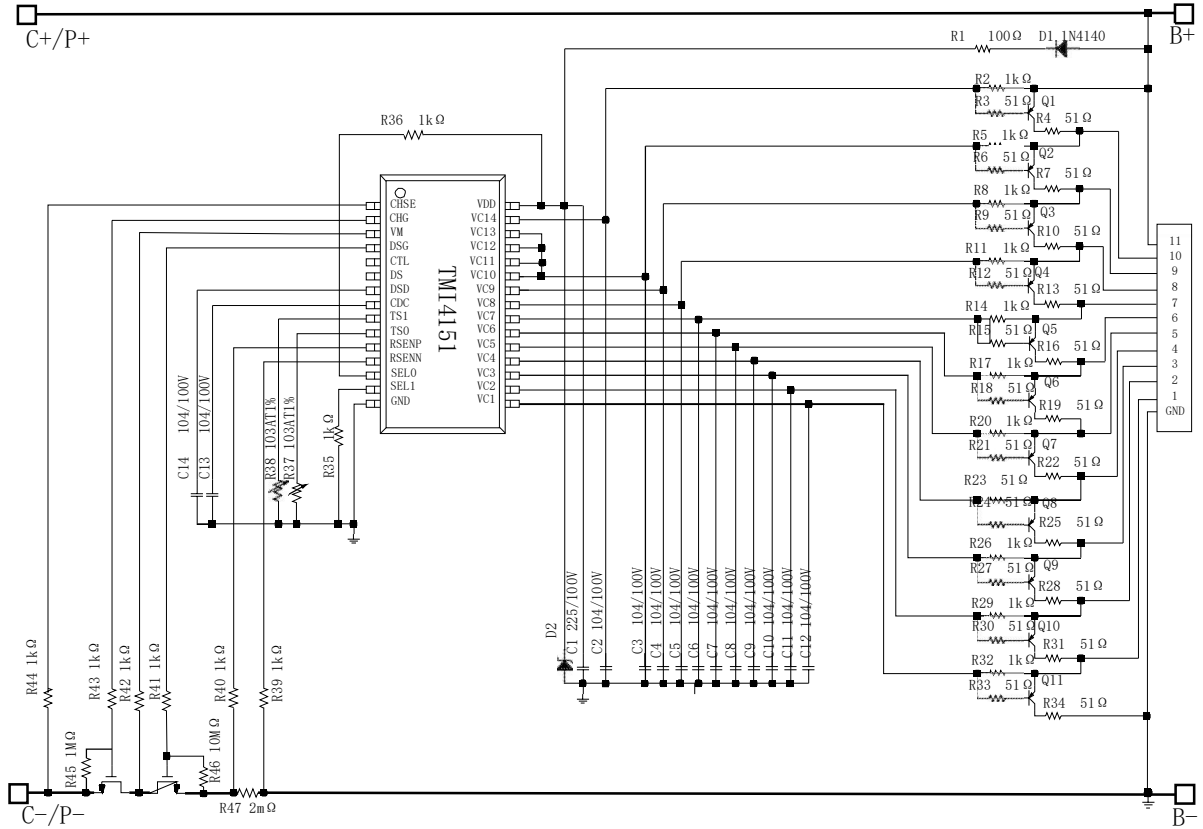 C+/P+
B+
R1 100Ω D1 1N4140
R2 1kΩ
R3 51Ω Q1
R4 51Ω
R5 1kΩ
R6 51Ω Q2
R7 51Ω
R8 1kΩ
R9 51Ω Q3
R10 51Ω
R11 1kΩ
R12 51Ω Q4
R13 51Ω
R14 1kΩ
R15 51Ω Q5
R16 51Ω
R17 1kΩ
R18 51Ω Q6
R19 51Ω
R20 1kΩ
R21 51Ω Q7
R22 51Ω
R23 51Ω
R24 51Ω Q8
R25 51Ω
R26 1kΩ
R27 51Ω Q9
R28 51Ω
R29 1kΩ
R30 51Ω Q10
R31 51Ω
R32 1kΩ
R33 51Ω Q11
R34 51Ω
11
10
9
8
7
6
5
4
3
2
1
GND
R36 1kΩ
TMI4151
CHSE VDD
CHG VC14
VM VC13
DSG VC12
CTL VC11
DS VC10
DSD VC9
CDC VC8
TS1 VC7
TS0 VC6
RSENP VC5
RSENN VC4
SEL0 VC3
SEL1 VC2
GND VC1
C14 104/100V
C13 104/100V
R38 103AT1%
R37 103AT1%
R35 1kΩ
D2
C1 225/100V
C2 104/100V
C3 104/100V
C4 104/100V
C5 104/100V
C6 104/100V
C7 104/100V
C8 104/100V
C9 104/100V
C10 104/100V
C11 104/100V
C12 104/100V
R44 1kΩ
R43 1kΩ
R42 1kΩ
R41 1kΩ
R40 1kΩ
R39 1kΩ
R45 1MΩ
R46 10MΩ
R47 2mΩ
C-/P-
B-